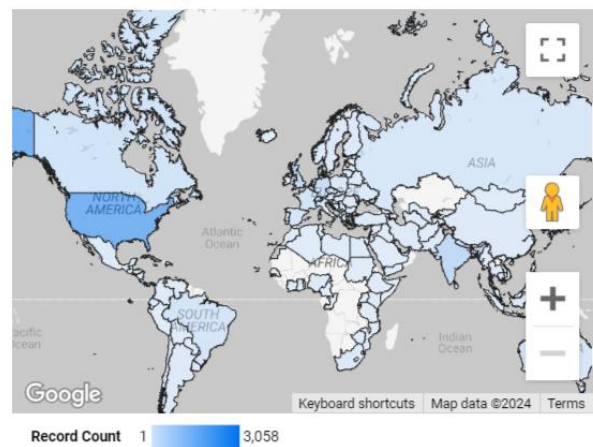 ASIA
NORTH
AMERICA
Atlantic
Ocean
AFRICA
SOUTH
AMERICA
Indian
Ocean
Ocean
Google
Keyboard shortcuts
Map data ©2024
Terms
Record Count 1 3,058